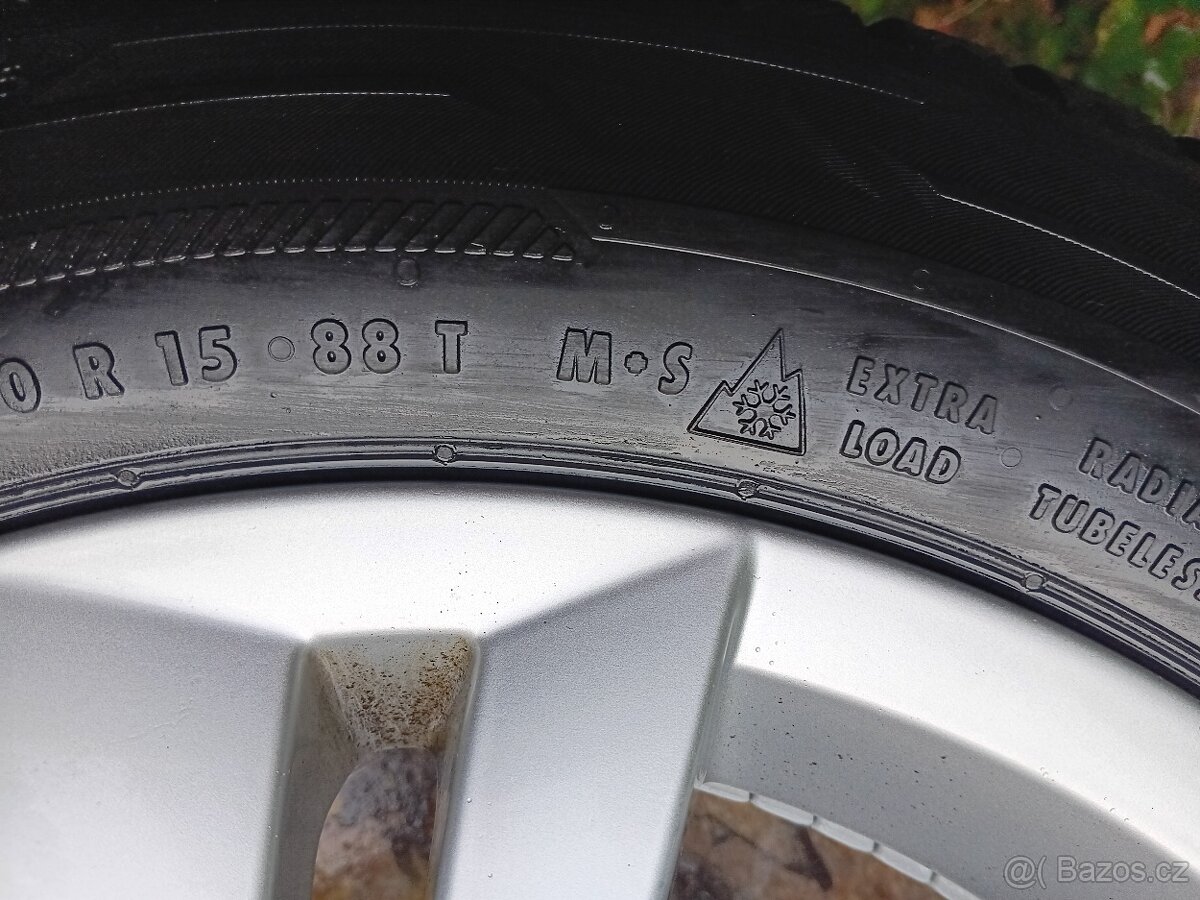 0 R 15 88 T M+S EXTRA LOAD
RADIA
TUBELES
@( Bazos.cz